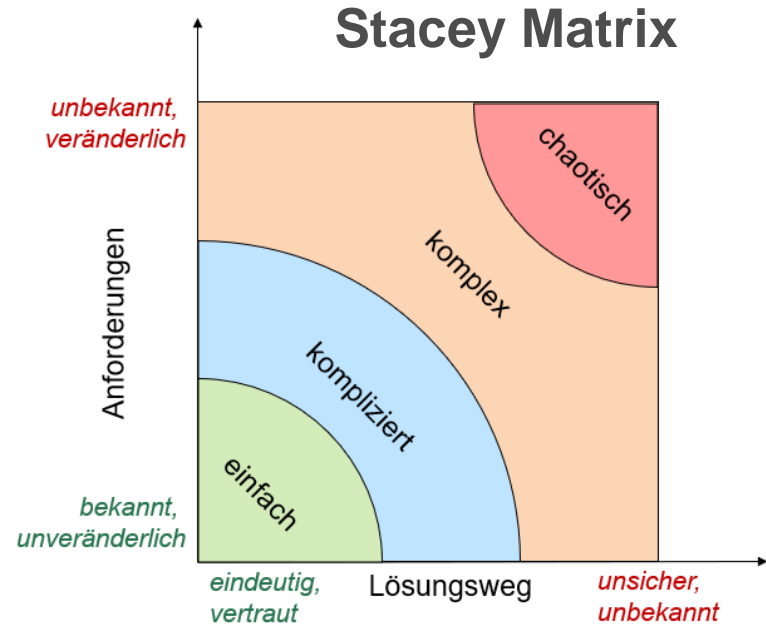 Stacey Matrix
unbekannt,
veränderlich
chaotisch
komplex
Anforderungen
kompliziert
einfach
bekannt,
unveränderlich
eindeutig,
vertraut
Lösungsweg
unsicher,
unbekannt